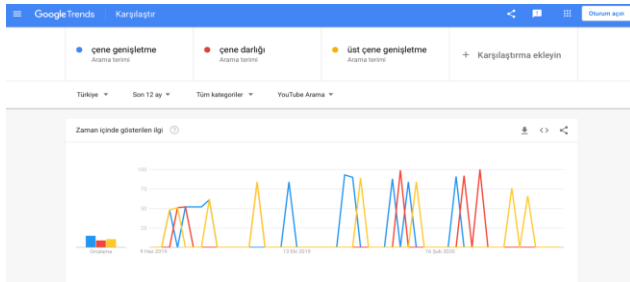 Google Trends Karşılaştır
Oturum açın
çene genişletme
Arama terimi
çene darlığı
Arama terimi
üst çene genişletme
Arama terimi
+ Karşılaştırma ekleyin
Türkiye
Son 12 ay
Tüm kategoriler
YouTube Arama
Zaman içinde gösterilen ilgi
100
75
50
25
Ortalama
9 Haz 2019
13 Eki 2019
16 Şub 2020